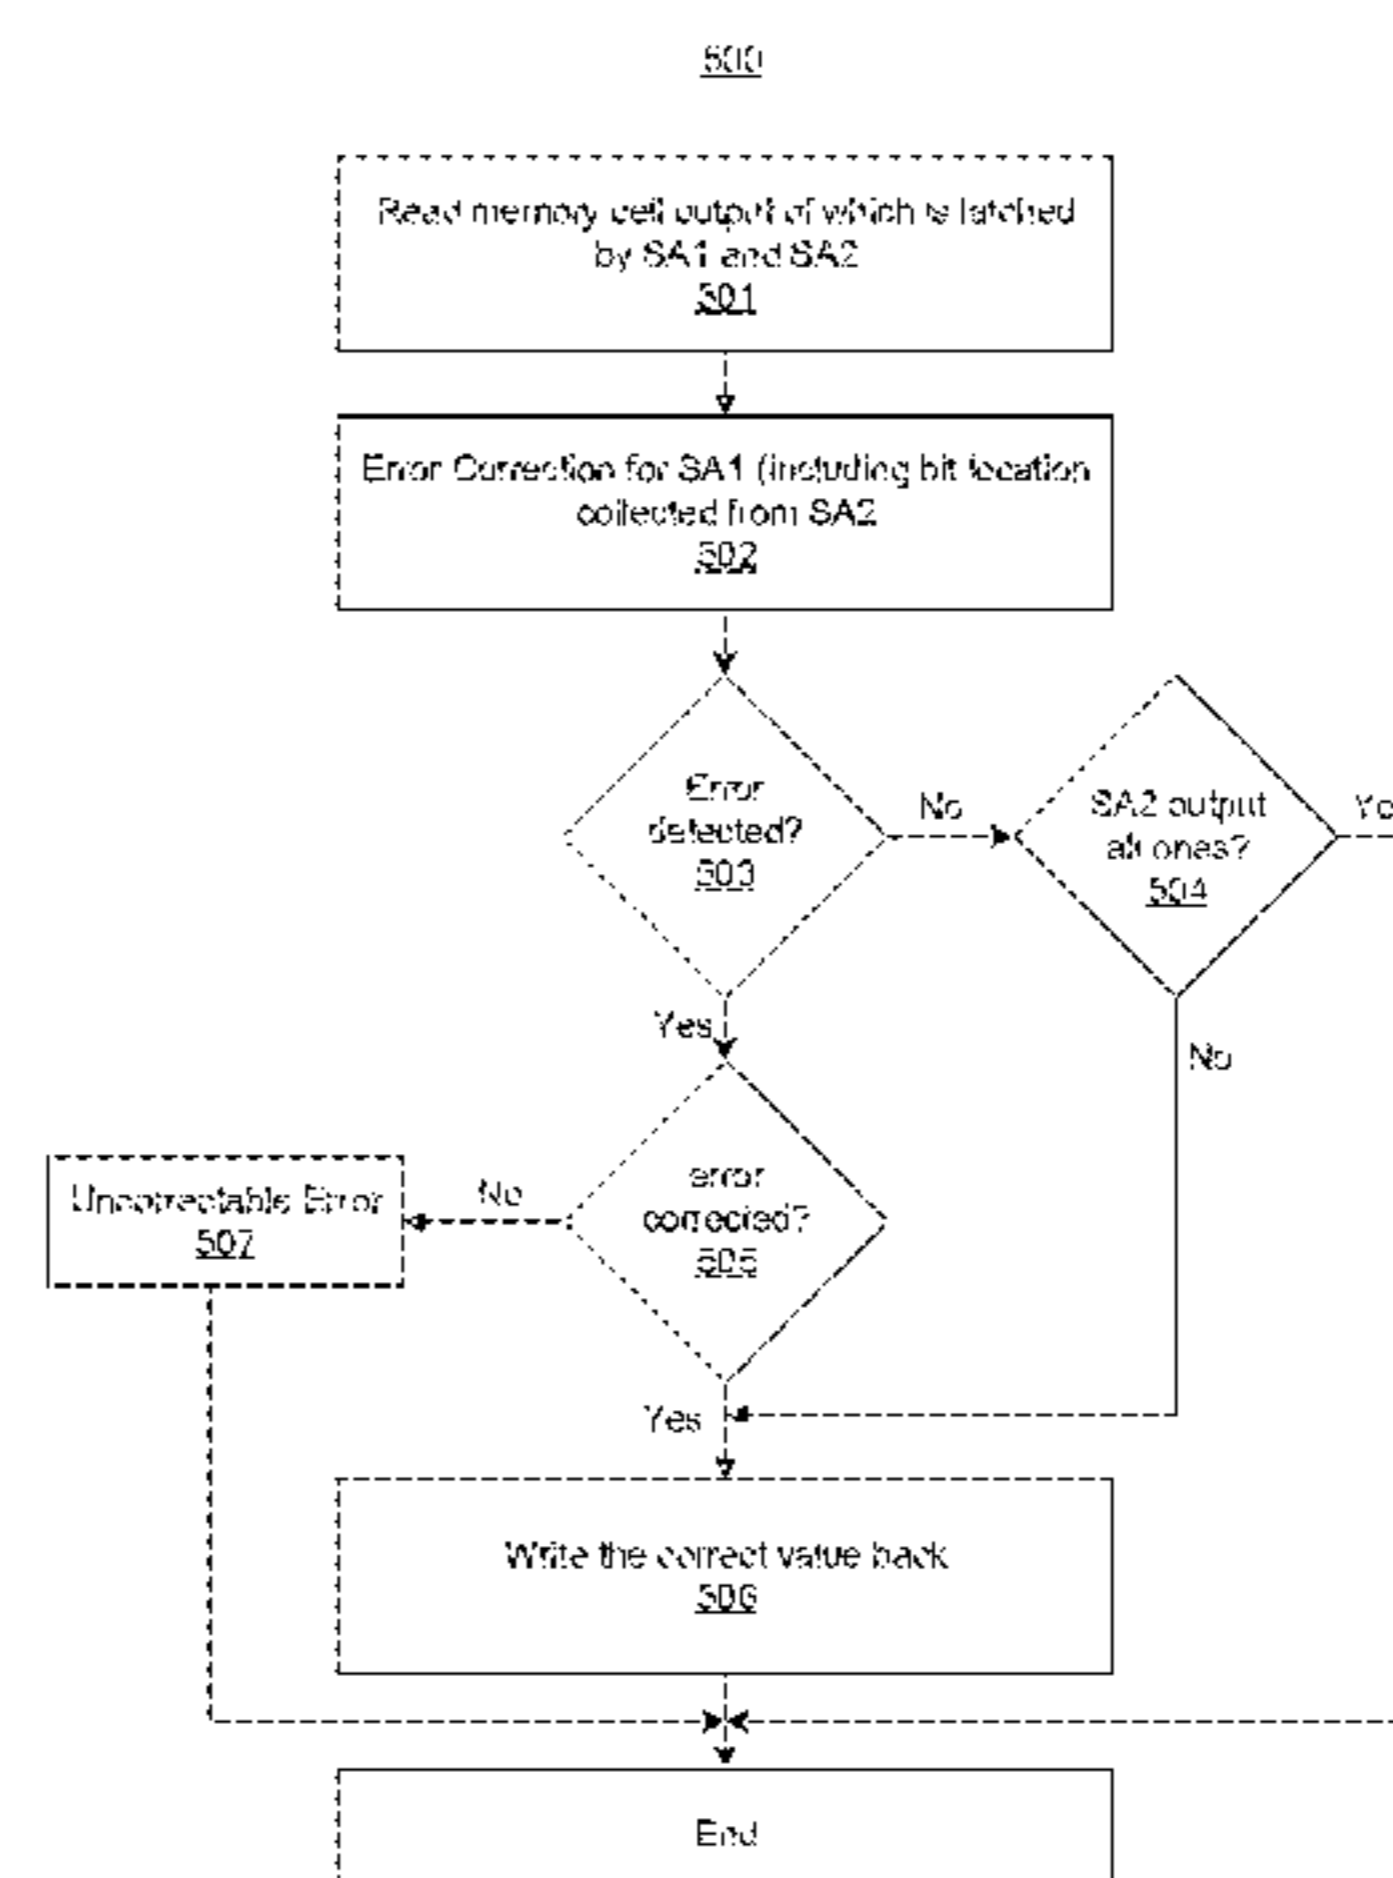 500
Read memory cell output of which is latched
by SA1 and SA2
501
Error Correction for SA1 (including bit location
collected from SA2
502
Error
detected?
503
No
SA2 output
all ones?
504
Yes
No
error
corrected?
505
No
Uncorrectable Error
507
Yes
Write the correct value back
506
End